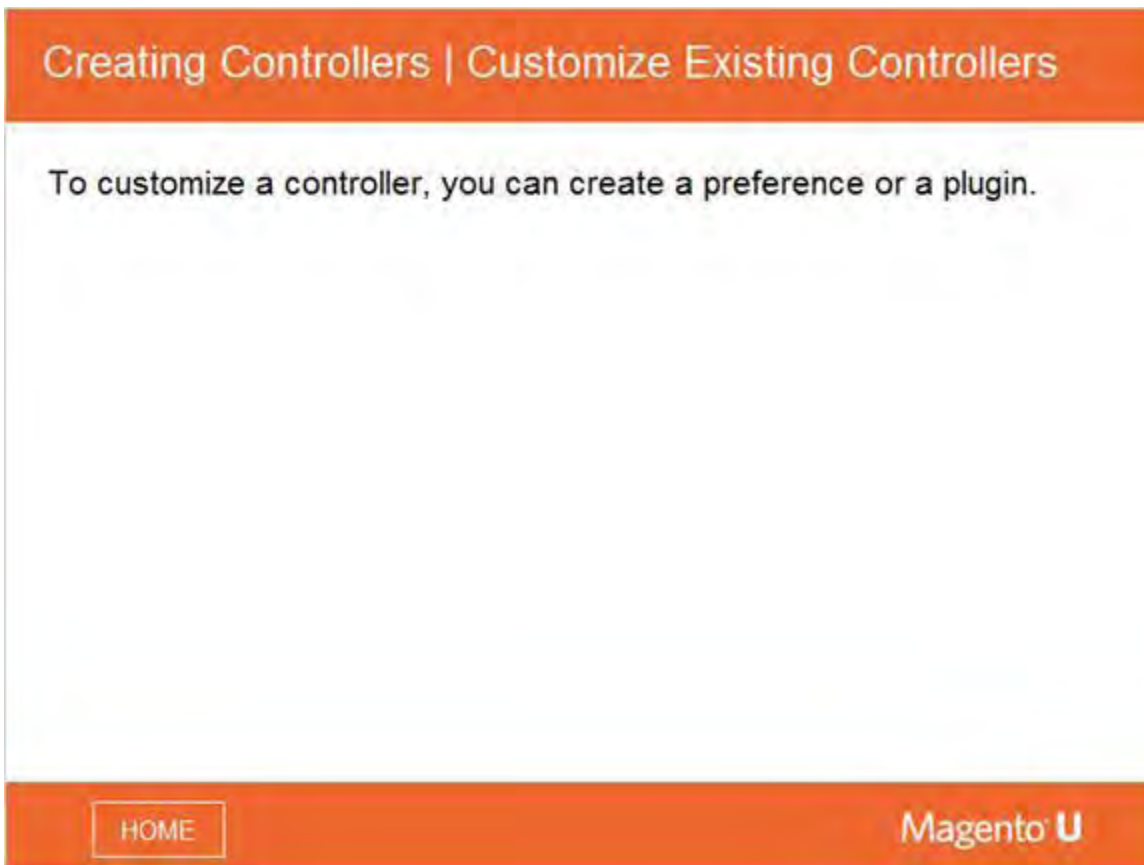 Creating Controllers | Customize Existing Controllers
To customize a controller, you can create a preference or a plugin.
HOME
Magento U